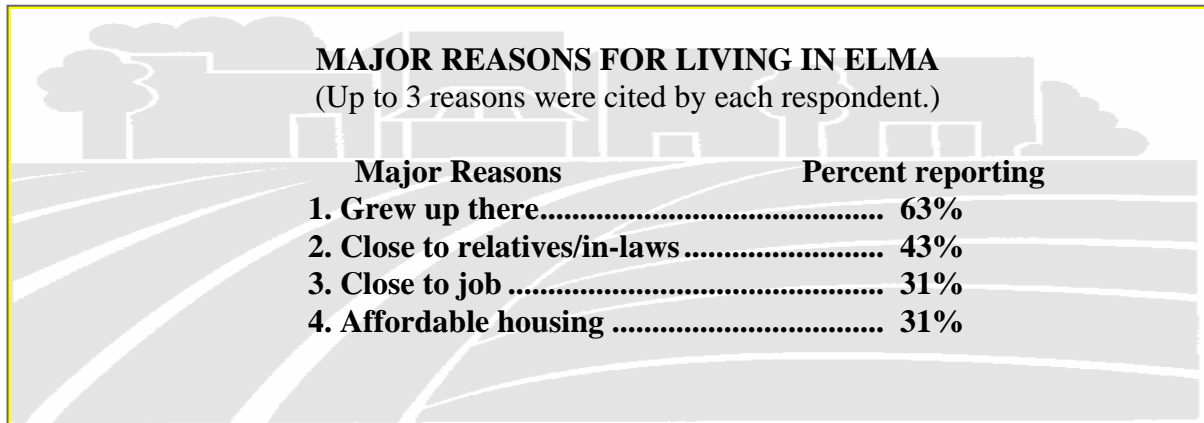 MAJOR REASONS FOR LIVING IN ELMA
(Up to 3 reasons were cited by each respondent.)
Major Reasons Percent reporting
1. Grew up there........................................... 63%
2. Close to relatives/in-laws......................... 43%
3. Close to job ............................................... 31%
4. Affordable housing .................................. 31%